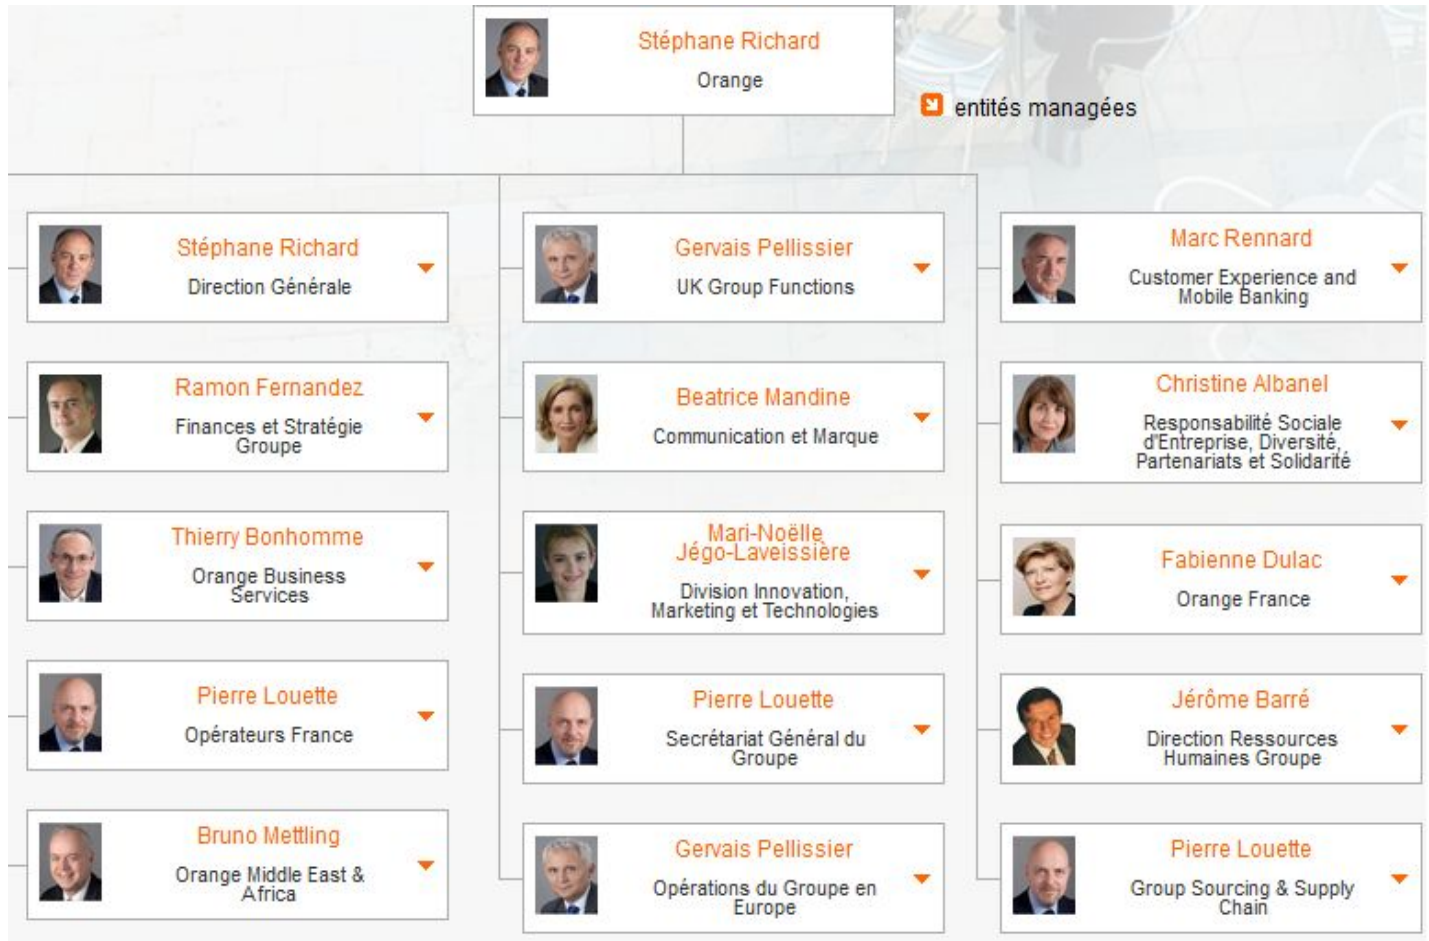 Stéphane Richard
Orange
entités managées
Stéphane Richard
Direction Générale
Ramon Fernandez
Finances et Stratégie
Groupe
Thierry Bonhomme
Orange Business
Services
Pierre Louette
Opérateurs France
Bruno Mettling
Orange Middle East &
Africa
Gervais Pellissier
UK Group Functions
Beatrice Mandine
Communication et Marque
Mari-Noëlle
Jégo-Laveissière
Division Innovation,
Marketing et Technologies
Pierre Louette
Secrétariat Général du
Groupe
Gervais Pellissier
Opérations du Groupe en
Europe
Marc Rennard
Customer Experience and
Mobile Banking
Christine Albanel
Responsabilité Sociale
d'Entreprise, Diversité,
Partenariats et Solidarité
Fabienne Dulac
Orange France
Jérôme Barré
Direction Ressources
Humaines Groupe
Pierre Louette
Group Sourcing & Supply
Chain